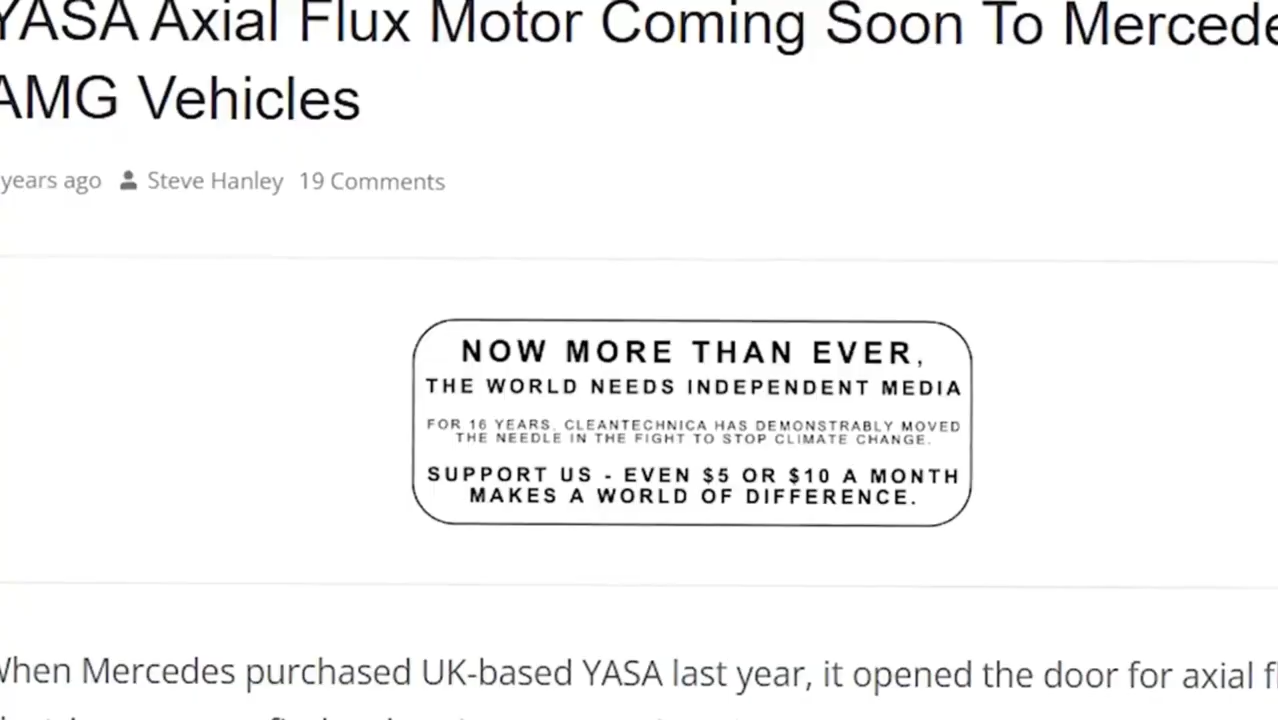 YASA Axial Flux Motor Coming Soon To Mercede
AMG Vehicles
years ago Steve Hanley 19 Comments
NOW MORE THAN EVER,
THE WORLD NEEDS INDEPENDENT MEDIA
FOR 16 YEARS, CLEANTECHNICA HAS DEMONSTRABLY MOVED
THE NEEDLE IN THE FIGHT TO STOP CLIMATE CHANGE.
SUPPORT US - EVEN $5 OR $10 A MONTH
MAKES A WORLD OF DIFFERENCE.
When Mercedes purchased UK-based YASA last year, it opened the door for axial fl